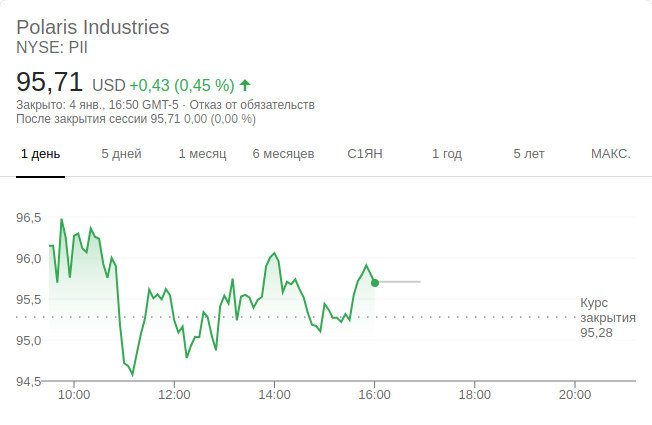 Polaris Industries
NYSE: PII
95,71 USD +0,43 (0,45 %)
Закрыто: 4 янв., 16:50 GMT-5 · Отказ от обязательств
После закрытия сессии 95,71 0,00 (0,00 %)
1 день 5 дней 1 месяц 6 месяцев С1ЯН 1 год 5 лет МАКС.
96,5
96,0
95,5
Курс
закрытия
95,28
95,0
94,5
10:00 12:00 14:00 16:00 18:00 20:00